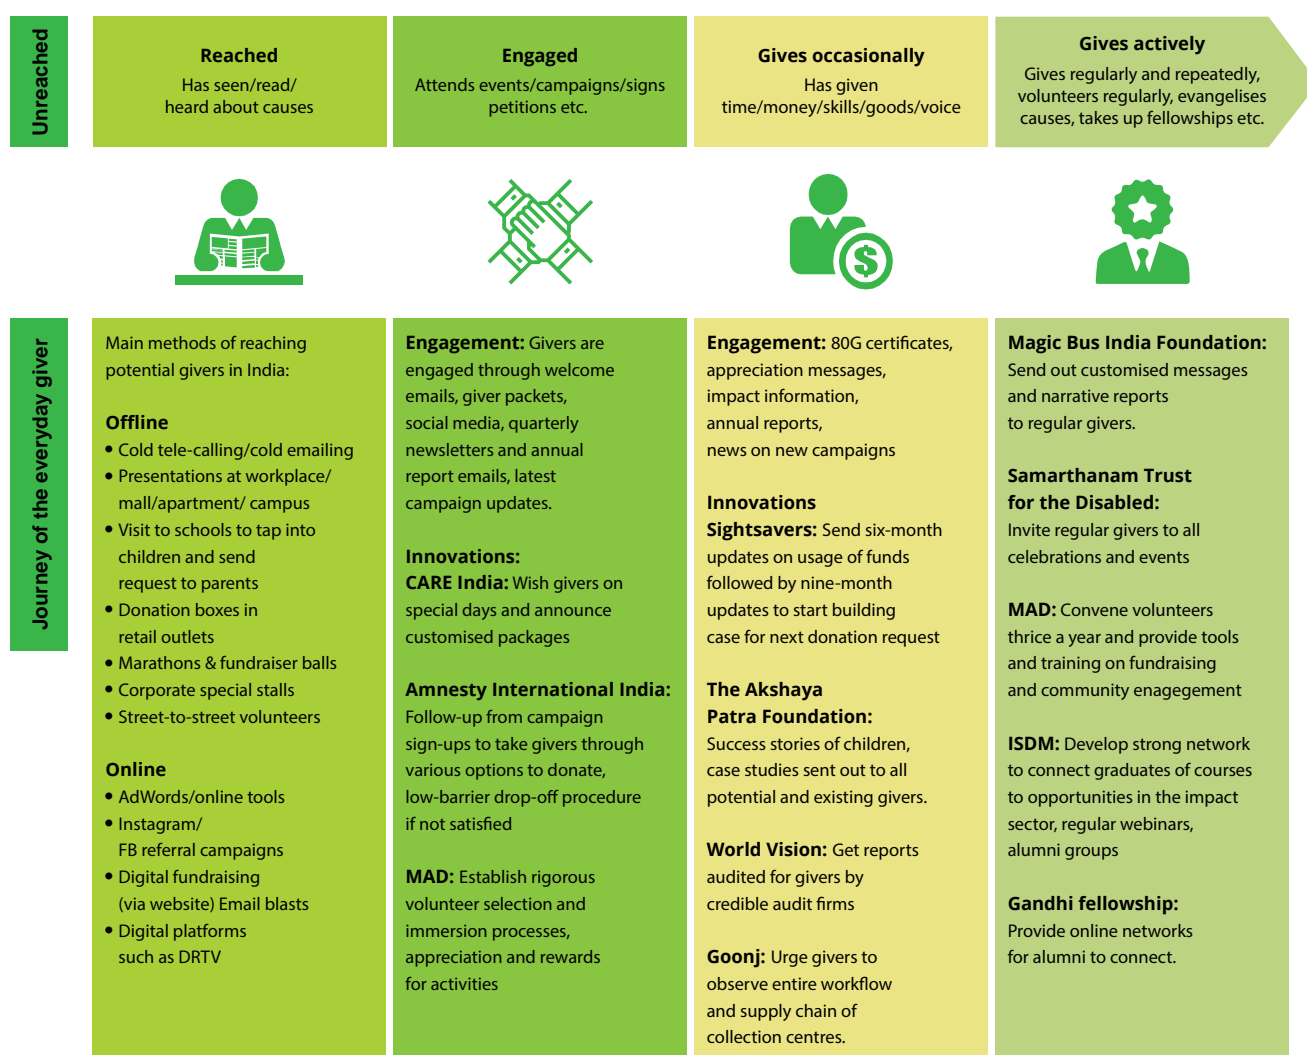 Unreached
Reached
Has seen/read/
heard about causes
Engaged
Attends events/campaigns/signs
petitions etc.
Gives occasionally
Has given
time/money/skills/goods/voice
Gives actively
Gives regularly and repeatedly,
volunteers regularly, evangelises
causes, takes up fellowships etc.
$
Journey of the everyday giver
Main methods of reaching
potential givers in India:
Offline
• Cold tele-calling/cold emailing
• Presentations at workplace/
mall/apartment/ campus
• Visit to schools to tap into
children and send
request to parents
• Donation boxes in
retail outlets
• Marathons & fundraiser balls
• Corporate special stalls
• Street-to-street volunteers
Online
• AdWords/online tools
• Instagram/
FB referral campaigns
• Digital fundraising
(via website) Email blasts
• Digital platforms
such as DRTV
Engagement: Givers are
engaged through welcome
emails, giver packets,
social media, quarterly
newsletters and annual
report emails, latest
campaign updates.
Innovations:
CARE India: Wish givers on
special days and announce
customised packages
Amnesty International India:
Follow-up from campaign
sign-ups to take givers through
various options to donate,
low-barrier drop-off procedure
if not satisfied
MAD: Establish rigorous
volunteer selection and
immersion processes,
appreciation and rewards
for activities
Engagement: 80G certificates,
appreciation messages,
impact information,
annual reports,
news on new campaigns
Innovations
Sightsavers: Send six-month
updates on usage of funds
followed by nine-month
updates to start building
case for next donation request
The Akshaya
Patra Foundation:
Success stories of children,
case studies sent out to all
potential and existing givers.
World Vision: Get reports
audited for givers by
credible audit firms
Goonj: Urge givers to
observe entire workflow
and supply chain of
collection centres.
Magic Bus India Foundation:
Send out customised messages
and narrative reports
to regular givers.
Samarthanam Trust
for the Disabled:
Invite regular givers to all
celebrations and events
MAD: Convene volunteers
thrice a year and provide tools
and training on fundraising
and community enagegement
ISDM: Develop strong network
to connect graduates of courses
to opportunities in the impact
sector, regular webinars,
alumni groups
Gandhi fellowship:
Provide online networks
for alumni to connect.